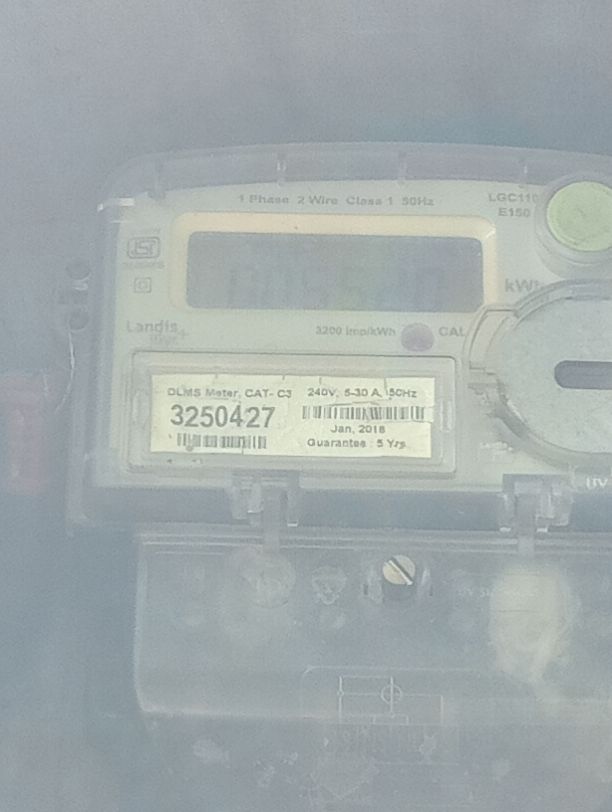 1 Phase 2 Wire Class 1 50Hz
LGC110
E150
ISI
kWh
Landis
3200 imp/kWh
CAL
DLMS Meter, CAT- C3
240V, 5-30 A, 50Hz
3250427
Jan, 2018
Guarantee : 5 Yrs